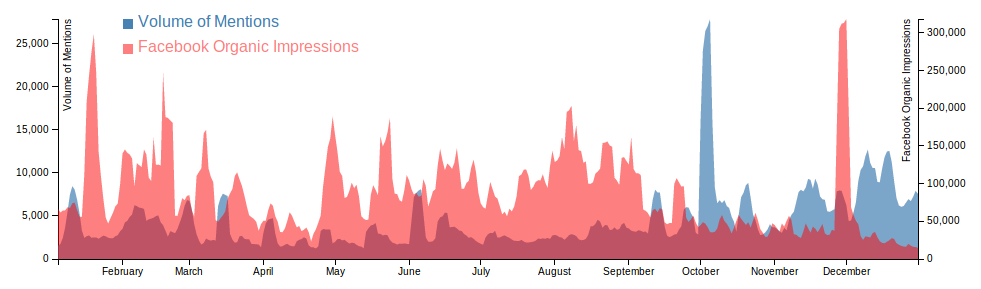 Volume of Mentions
Facebook Organic Impressions
Volume of Mentions
25,000
20,000
15,000
10,000
5,000
0
Facebook Organic Impressions
300,000
250,000
200,000
150,000
100,000
50,000
0
February March April May June July August September October November December